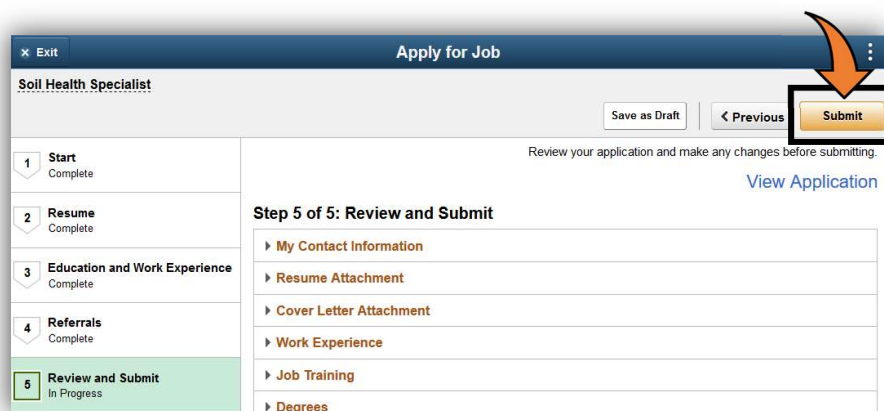 × Exit
Apply for Job
Soil Health Specialist
Save as Draft
Previous
Submit
Review your application and make any changes before submitting.
View Application
1 Start
Complete
2 Resume
Complete
3 Education and Work Experience
Complete
4 Referrals
Complete
5 Review and Submit
In Progress
Step 5 of 5: Review and Submit
My Contact Information
Resume Attachment
Cover Letter Attachment
Work Experience
Job Training
Degrees